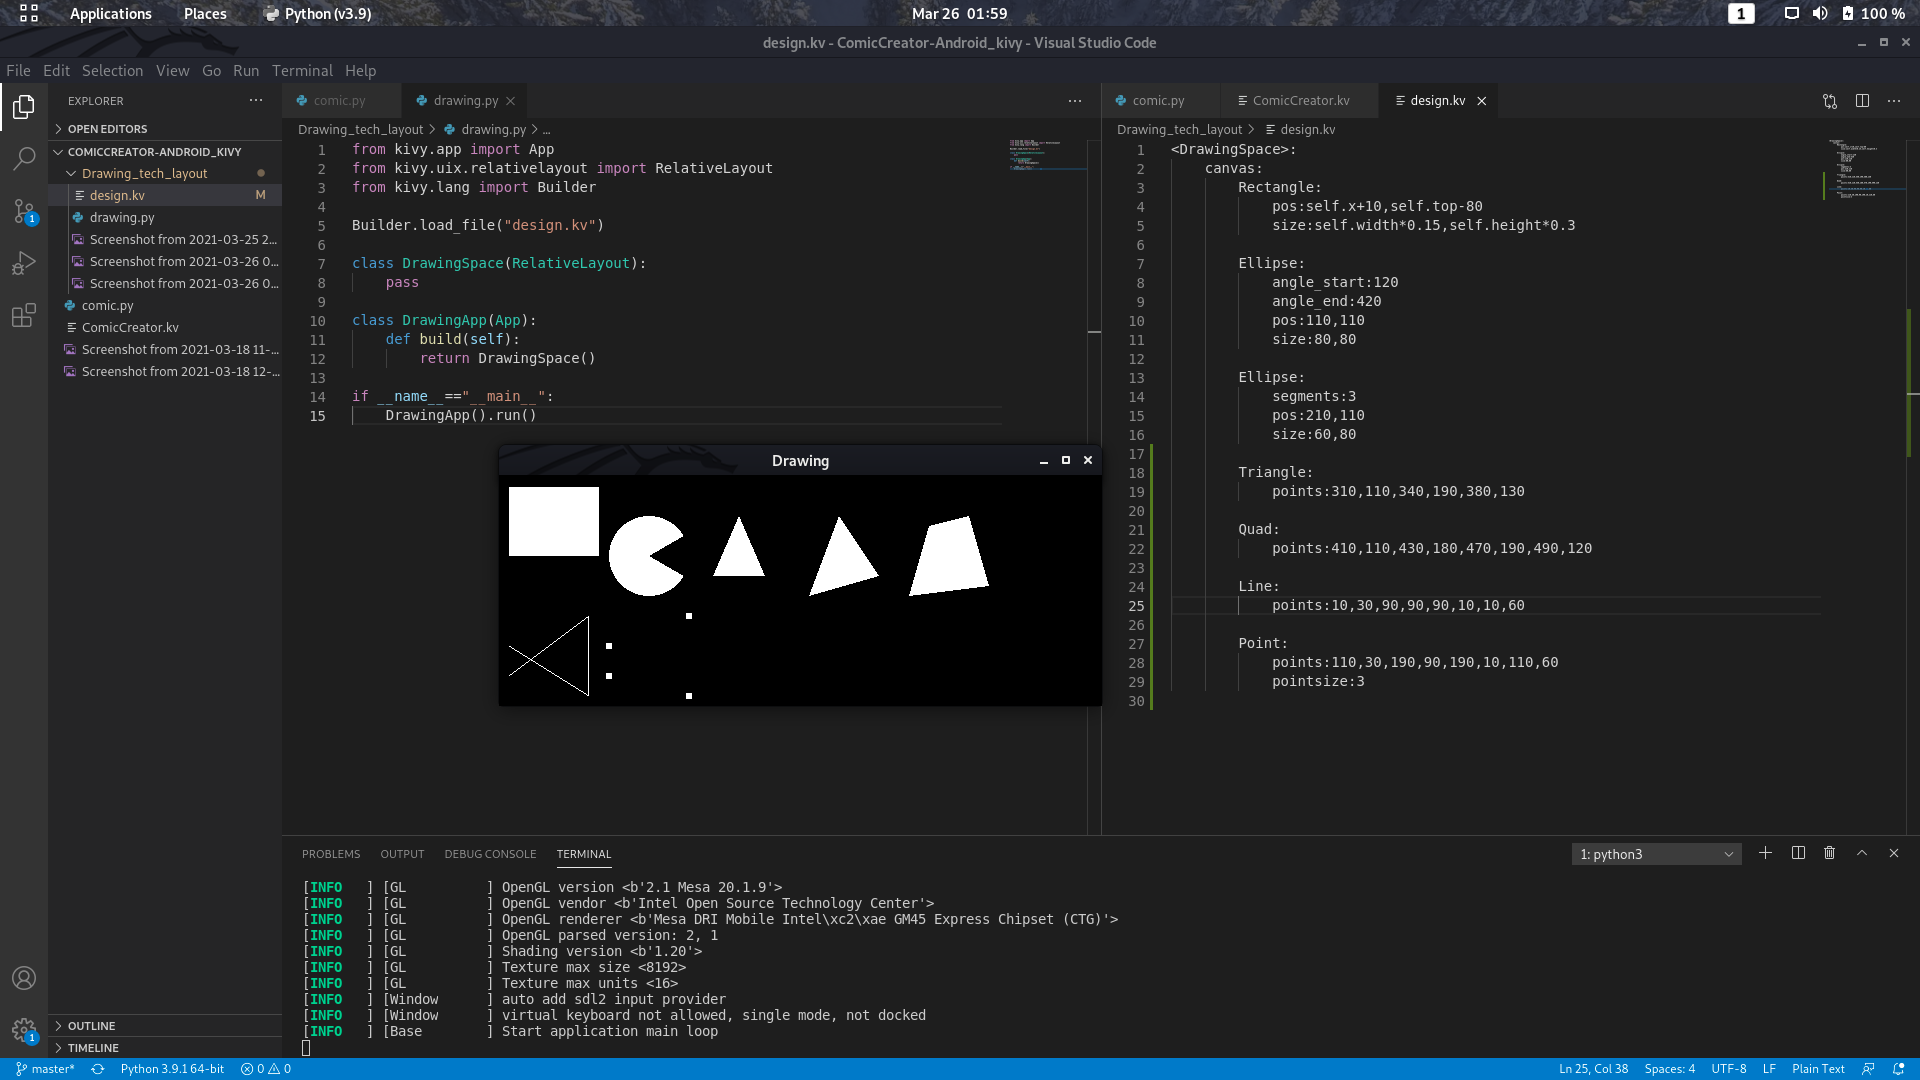 Applications Places Python (v3.9) Mar 26 01:59 1 100 %
design.kv - ComicCreator-Android_kivy - Visual Studio Code
File Edit Selection View Go Run Terminal Help
EXPLORER
OPEN EDITORS
COMICCREATOR-ANDROID_KIVY
Drawing_tech_layout
design.kv M
drawing.py
Screenshot from 2021-03-25 2...
Screenshot from 2021-03-26 0...
Screenshot from 2021-03-26 0...
comic.py
ComicCreator.kv
Screenshot from 2021-03-18 11-...
Screenshot from 2021-03-18 12-...
OUTLINE
TIMELINE
1
1
comic.py drawing.py
Drawing_tech_layout > drawing.py > ...
1 from kivy.app import App
2 from kivy.uix.relativelayout import RelativeLayout
3 from kivy.lang import Builder
4
5 Builder.load_file("design.kv")
6
7 class DrawingSpace(RelativeLayout):
8 pass
9
10 class DrawingApp(App):
11 def build(self):
12 return DrawingSpace()
13
14 if __name__=="__main__":
15 DrawingApp().run()
Drawing
comic.py ComicCreator.kv design.kv
Drawing_tech_layout > design.kv
1 <DrawingSpace>:
2 canvas:
3 Rectangle:
4 pos:self.x+10,self.top-80
5 size:self.width*0.15,self.height*0.3
6
7 Ellipse:
8 angle_start:120
9 angle_end:420
10 pos:110,110
11 size:80,80
12
13 Ellipse:
14 segments:3
15 pos:210,110
16 size:60,80
17
18 Triangle:
19 points:310,110,340,190,380,130
20
21 Quad:
22 points:410,110,430,180,470,190,490,120
23
24 Line:
25 points:10,30,90,90,90,10,10,60
26
27 Point:
28 points:110,30,190,90,190,10,110,60
29 pointsize:3
30
PROBLEMS OUTPUT DEBUG CONSOLE TERMINAL 1: python3
[INFO ] [GL ] OpenGL version <b'2.1 Mesa 20.1.9'>
[INFO ] [GL ] OpenGL vendor <b'Intel Open Source Technology Center'>
[INFO ] [GL ] OpenGL renderer <b'Mesa DRI Mobile Intel\xc2\xae GM45 Express Chipset (CTG)'>
[INFO ] [GL ] OpenGL parsed version: 2, 1
[INFO ] [GL ] Shading version <b'1.20'>
[INFO ] [GL ] Texture max size <8192>
[INFO ] [GL ] Texture max units <16>
[INFO ] [Window ] auto add sdl2 input provider
[INFO ] [Window ] virtual keyboard not allowed, single mode, not docked
[INFO ] [Base ] Start application main loop
master* Python 3.9.1 64-bit 0 0 Ln 25, Col 38 Spaces: 4 UTF-8 LF Plain Text